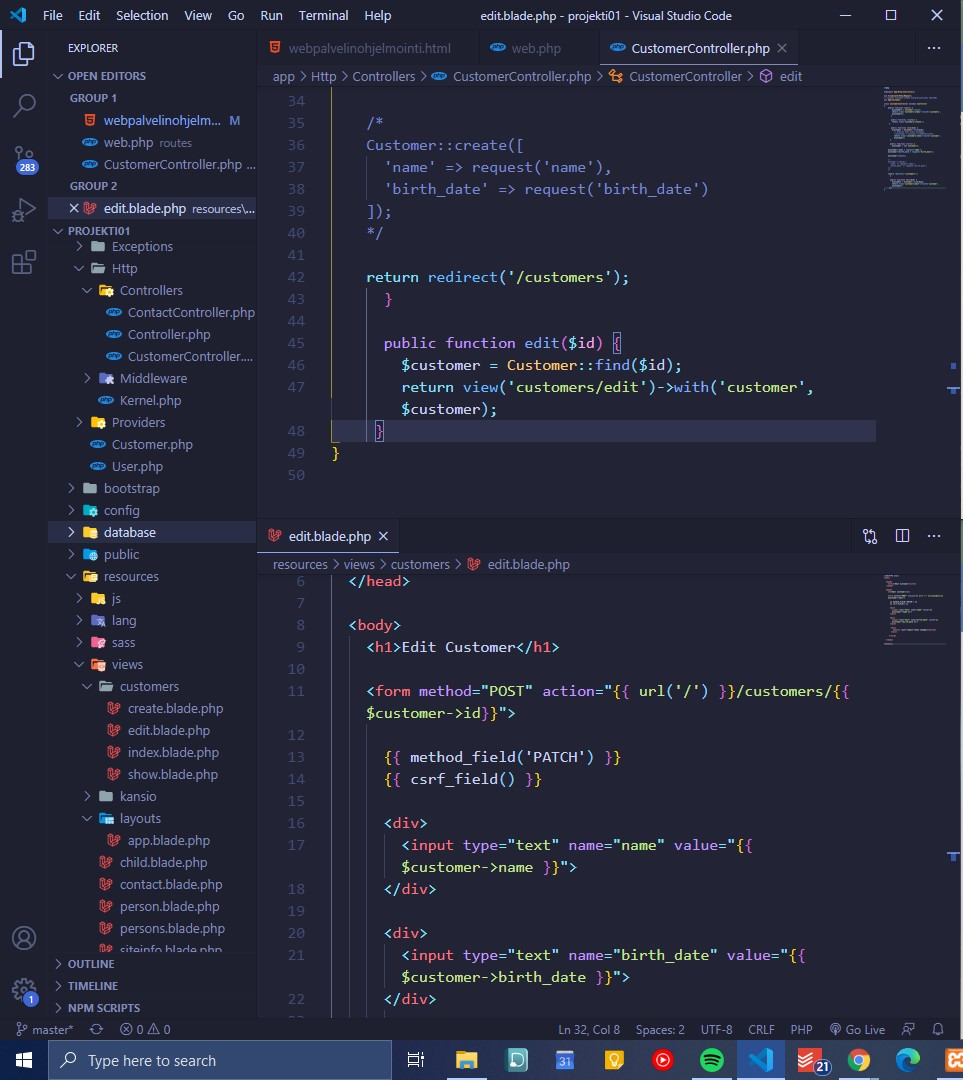 File Edit Selection View Go Run Terminal Help edit.blade.php - projekti01 - Visual Studio Code
EXPLORER
OPEN EDITORS
GROUP 1
webpalvelinohjelm... M
web.php routes
CustomerController.php ...
GROUP 2
edit.blade.php resources\...
PROJEKTI01
Exceptions
Http
Controllers
ContactController.php
Controller.php
CustomerController....
Middleware
Kernel.php
Providers
Customer.php
User.php
bootstrap
config
database
public
resources
js
lang
sass
views
customers
create.blade.php
edit.blade.php
index.blade.php
show.blade.php
kansio
layouts
app.blade.php
child.blade.php
contact.blade.php
person.blade.php
persons.blade.php
siteinfo.blade.php
OUTLINE
TIMELINE
NPM SCRIPTS
283
1
webpalvelinohjelmointi.html web.php CustomerController.php
app > Http > Controllers > CustomerController.php > CustomerController > edit
34
35 /*
36 Customer::create([
37 'name' => request('name'),
38 'birth_date' => request('birth_date')
39 ]);
40 */
41
42 return redirect('/customers');
43 }
44
45 public function edit($id) {
46 $customer = Customer::find($id);
47 return view('customers/edit')->with('customer',
$customer);
48 }
49 }
50
edit.blade.php
resources > views > customers > edit.blade.php
6 </head>
7
8 <body>
9 <h1>Edit Customer</h1>
10
11 <form method="POST" action="{{ url('/') }}/customers/{{
$customer->id}}">
12
13 {{ method_field('PATCH') }}
14 {{ csrf_field() }}
15
16 <div>
17 <input type="text" name="name" value="{{
$customer->name }}">
18 </div>
19
20 <div>
21 <input type="text" name="birth_date" value="{{
$customer->birth_date }}">
22 </div>
master* 0 0 Ln 32, Col 8 Spaces: 2 UTF-8 CRLF PHP Go Live
Type here to search
31
21